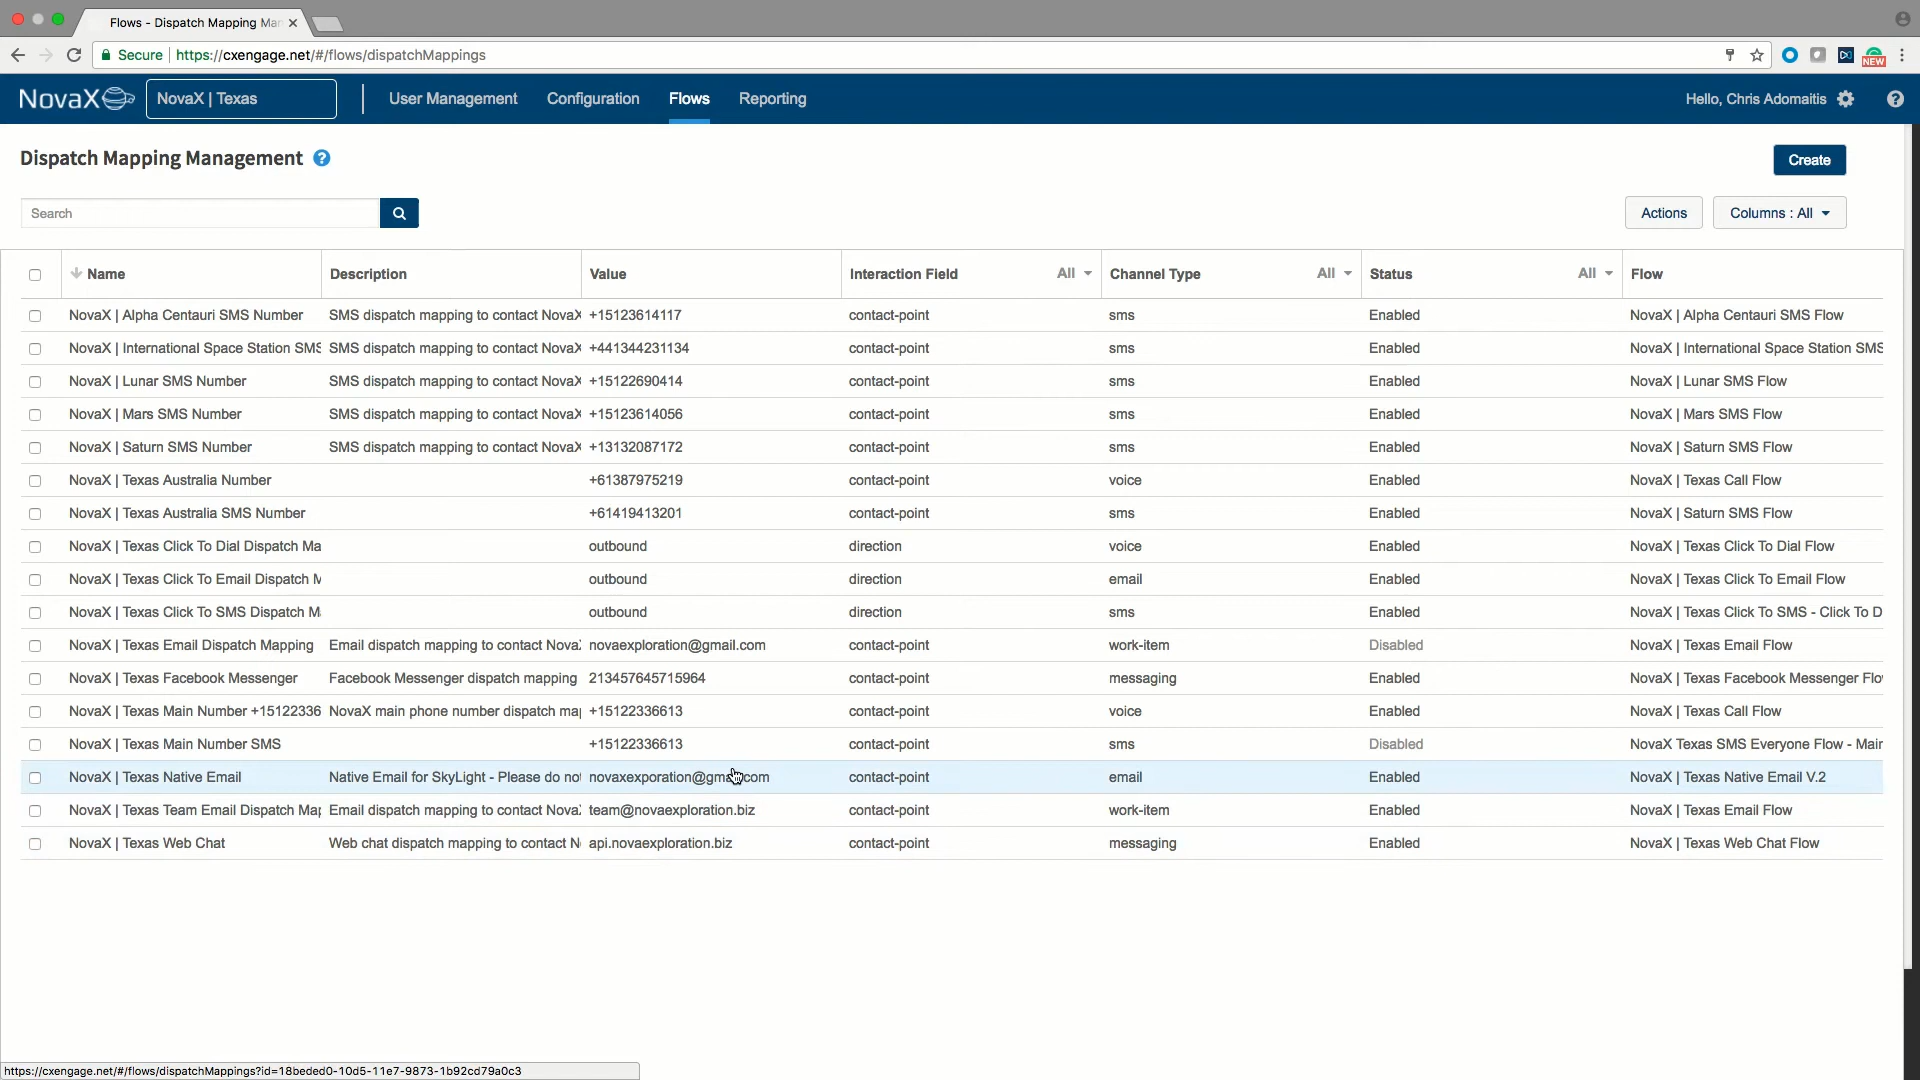 Flows - Dispatch Mapping Mar
Secure https://cxengage.net/#/flows/dispatchMappings
NEW
NovaX NovaX | Texas User Management Configuration Flows Reporting Hello, Chris Adomaitis
Dispatch Mapping Management ? Create
Search Actions Columns : All
Name Description Value Interaction Field All Channel Type All Status All Flow
NovaX | Alpha Centauri SMS Number SMS dispatch mapping to contact NovaX +15123614117 contact-point sms Enabled NovaX | Alpha Centauri SMS Flow
NovaX | International Space Station SMS SMS dispatch mapping to contact NovaX +441344231134 contact-point sms Enabled NovaX | International Space Station SMS
NovaX | Lunar SMS Number SMS dispatch mapping to contact NovaX +15122690414 contact-point sms Enabled NovaX | Lunar SMS Flow
NovaX | Mars SMS Number SMS dispatch mapping to contact NovaX +15123614056 contact-point sms Enabled NovaX | Mars SMS Flow
NovaX | Saturn SMS Number SMS dispatch mapping to contact NovaX +13132087172 contact-point sms Enabled NovaX | Saturn SMS Flow
NovaX | Texas Australia Number +61387975219 contact-point voice Enabled NovaX | Texas Call Flow
NovaX | Texas Australia SMS Number +61419413201 contact-point sms Enabled NovaX | Saturn SMS Flow
NovaX | Texas Click To Dial Dispatch Ma outbound direction voice Enabled NovaX | Texas Click To Dial Flow
NovaX | Texas Click To Email Dispatch M outbound direction email Enabled NovaX | Texas Click To Email Flow
NovaX | Texas Click To SMS Dispatch M outbound direction sms Enabled NovaX | Texas Click To SMS - Click To D
NovaX | Texas Email Dispatch Mapping Email dispatch mapping to contact Nova novaexploration@gmail.com contact-point work-item Disabled NovaX | Texas Email Flow
NovaX | Texas Facebook Messenger Facebook Messenger dispatch mapping 213457645715964 contact-point messaging Enabled NovaX | Texas Facebook Messenger Flo
NovaX | Texas Main Number +15122336 NovaX main phone number dispatch ma +15122336613 contact-point voice Enabled NovaX | Texas Call Flow
NovaX | Texas Main Number SMS +15122336613 contact-point sms Disabled NovaX Texas SMS Everyone Flow - Mair
NovaX | Texas Native Email Native Email for SkyLight - Please do no novaxexporation@gma com contact-point email Enabled NovaX | Texas Native Email V.2
NovaX | Texas Team Email Dispatch Map Email dispatch mapping to contact Nova team@novaexploration.biz contact-point work-item Enabled NovaX | Texas Email Flow
NovaX | Texas Web Chat Web chat dispatch mapping to contact N api.novaexploration.biz contact-point messaging Enabled NovaX | Texas Web Chat Flow
https://cxengage.net/#/flows/dispatchMappings?id=18beded0-10d5-11e7-9873-1b92cd79a0c3